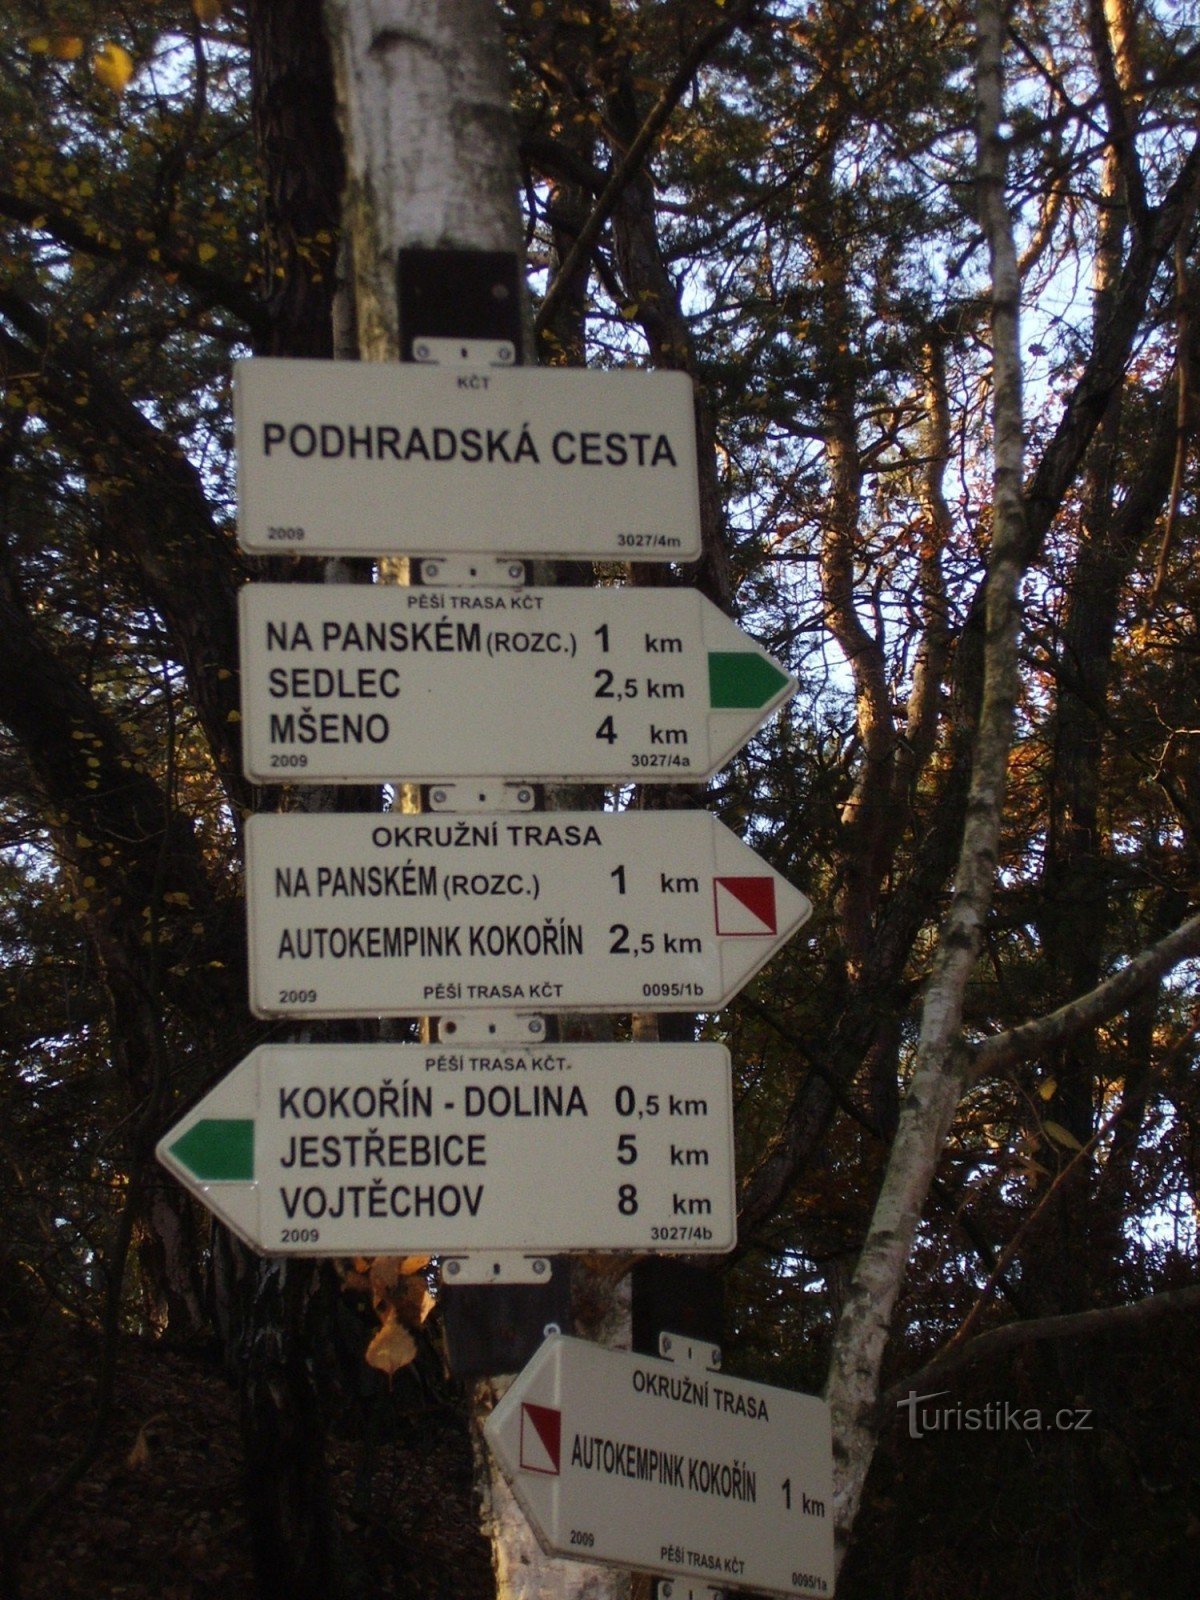 KČT
PODHRADSKÁ CESTA
2009 3027/4m
PĚŠÍ TRASA KČT
NA PANSKÉM (ROZC.) 1 km
SEDLEC 2,5 km
MŠENO 4 km
2009 3027/4a
OKRUŽNÍ TRASA
NA PANSKÉM (ROZC.) 1 km
AUTOKEMPINK KOKOŘÍN 2,5 km
2009 PĚŠÍ TRASA KČT 0095/1b
PĚŠÍ TRASA KČT
KOKOŘÍN - DOLINA 0,5 km
JESTŘEBICE 5 km
VOJTĚCHOV 8 km
2009 3027/4b
OKRUŽNÍ TRASA
AUTOKEMPINK KOKOŘÍN 1 km
2009 PĚŠÍ TRASA KČT 0095/1a
Turistika.cz